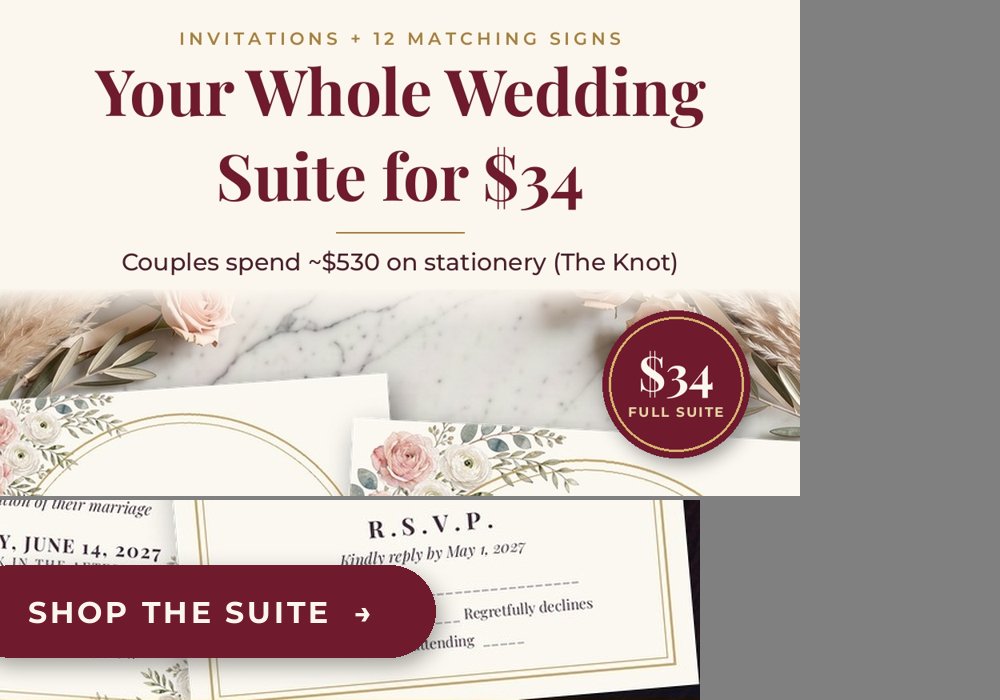 INVITATIONS + 12 MATCHING SIGNS
Your Whole Wedding
Suite for $34
Couples spend ~$530 on stationery (The Knot)
$34
FULL SUITE
of their marriage
JUNE 14, 2027
R.S.V.P.
Kindly reply by May 1, 2027
Regretfully declines
SHOP THE SUITE →